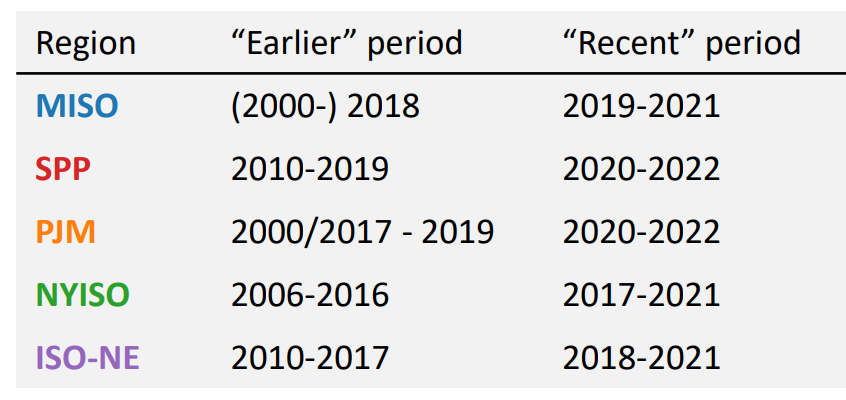 Region “Earlier” period “Recent” period
MISO (2000-) 2018 2019-2021
SPP 2010-2019 2020-2022
PJM 2000/2017 - 2019 2020-2022
NYISO 2006-2016 2017-2021
ISO-NE 2010-2017 2018-2021